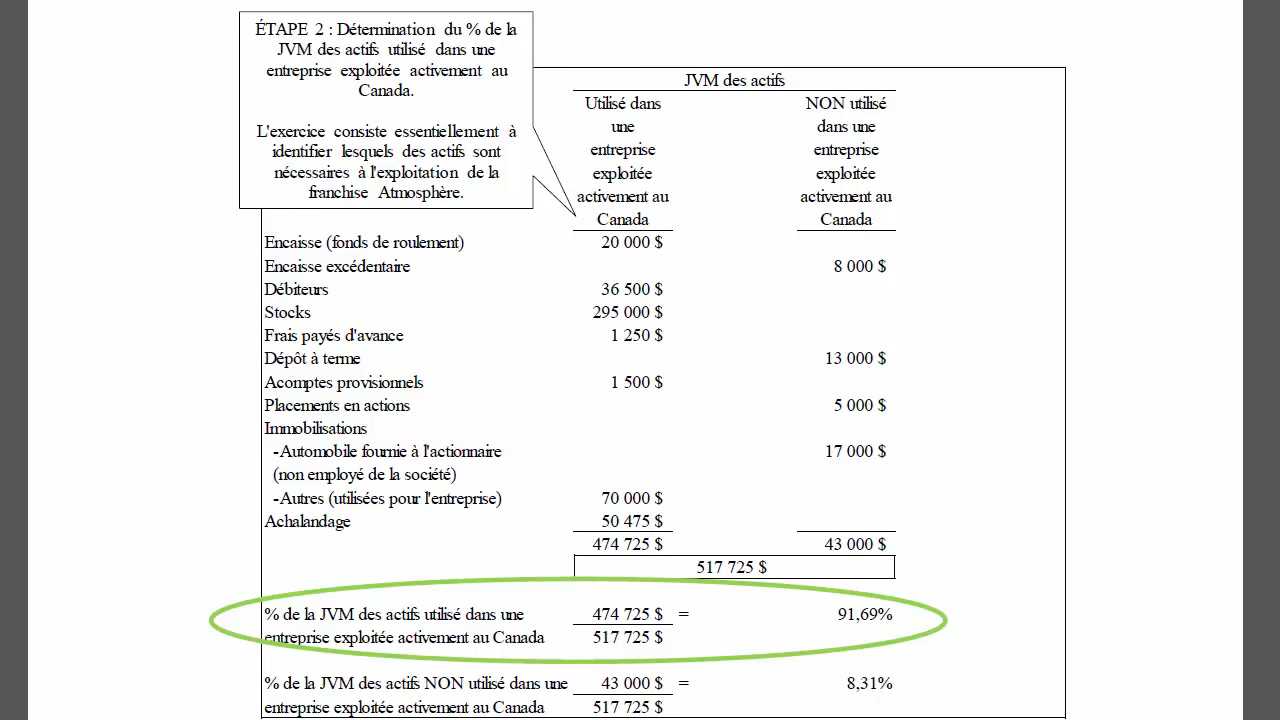 ÉTAPE 2 : Détermination du % de la
JVM des actifs utilisé dans une
entreprise exploitée activement au
Canada.
L'exercice consiste essentiellement à
identifier lesquels des actifs sont
nécessaires à l'exploitation de la
franchise Atmosphère.
JVM des actifs
Utilisé dans
une
entreprise
exploitée
activement au
Canada
NON utilisé
dans une
entreprise
exploitée
activement au
Canada
Encaisse (fonds de roulement) 20 000 $
Encaisse excédentaire 8 000 $
Débiteurs 36 500 $
Stocks 295 000 $
Frais payés d'avance 1 250 $
Dépôt à terme 13 000 $
Acomptes provisionnels 1 500 $
Placements en actions 5 000 $
Immobilisations
-Automobile fournie à l'actionnaire 17 000 $
(non employé de la société)
-Autres (utilisées pour l'entreprise) 70 000 $
Achalandage 50 475 $
474 725 $ 43 000 $
517 725 $
% de la JVM des actifs utilisé dans une 474 725 $ = 91,69%
entreprise exploitée activement au Canada 517 725 $
% de la JVM des actifs NON utilisé dans une 43 000 $ = 8,31%
entreprise exploitée activement au Canada 517 725 $